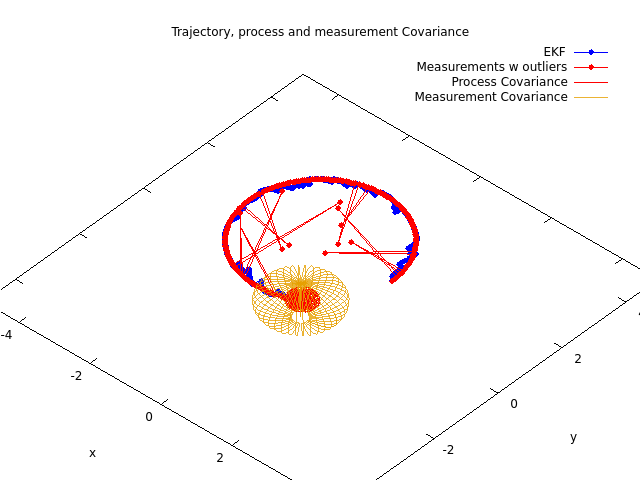 Trajectory, process and measurement Covariance
EKF
Measurements w outliers
Process Covariance
Measurement Covariance
-4
-2
0
2
x
-2
0
2
y